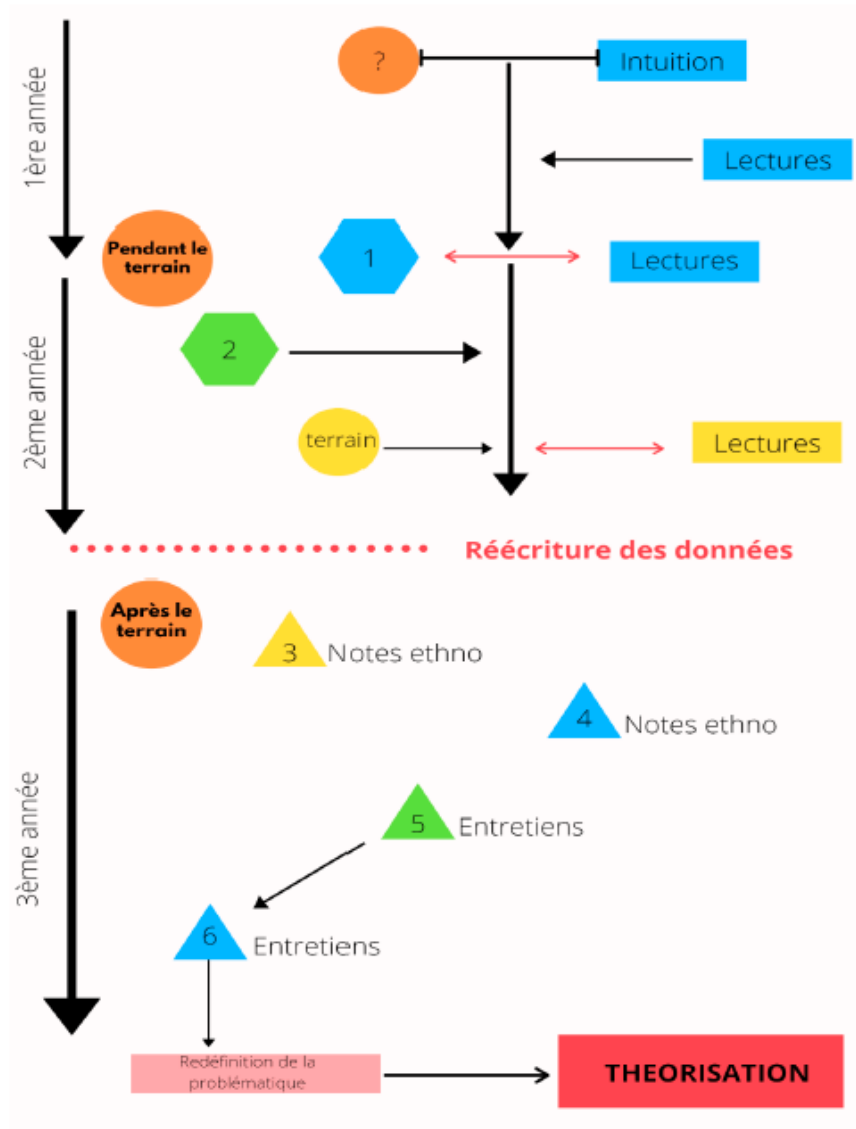 ?
Intuition
1ère année
Lectures
Pendant le
terrain
1
Lectures
2
2ème année
terrain
Lectures
Réécriture des données
Après le
terrain
3
Notes ethno
4
Notes ethno
5
Entretiens
3ème année
6
Entretiens
Redéfinition de la
problématique
THEORISATION